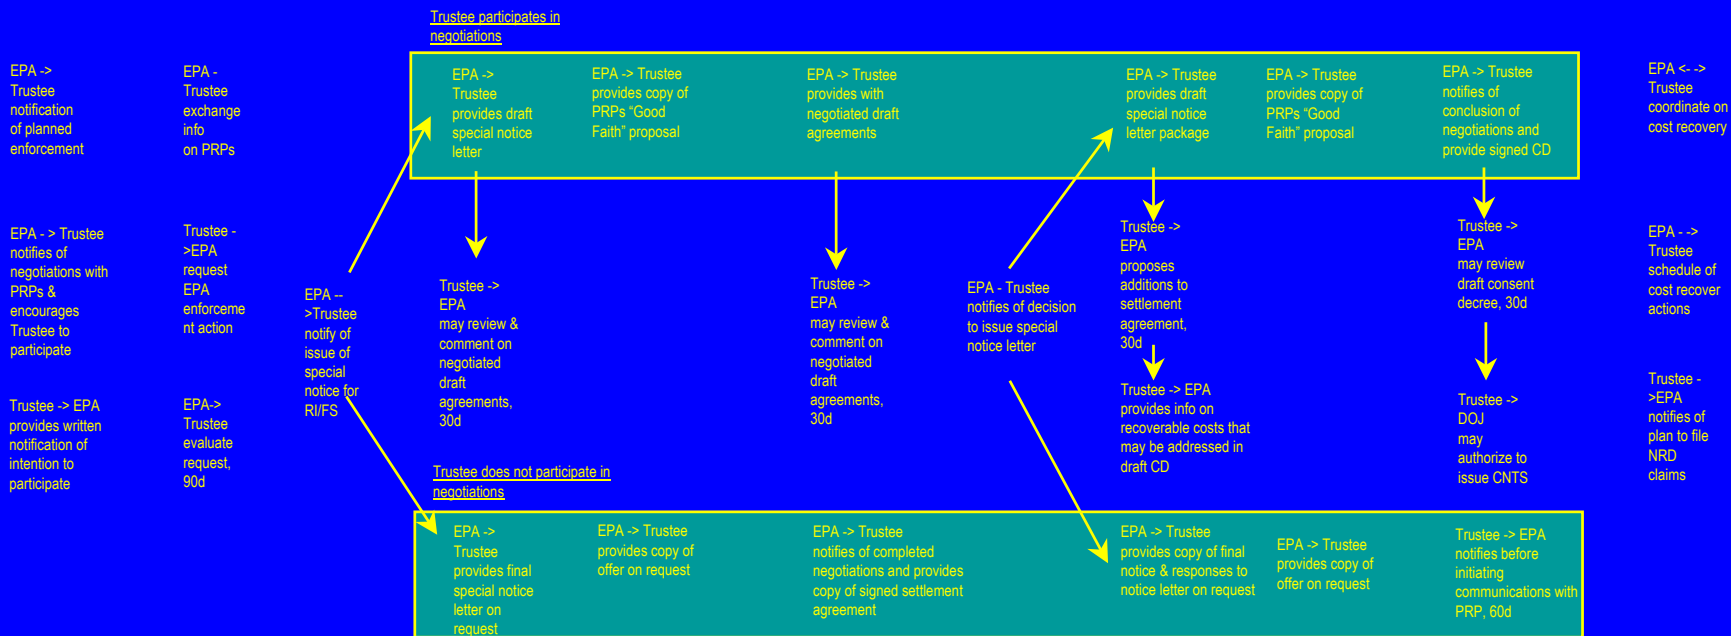 Trustee participates in
negotiations
EPA ->
Trustee
notification
of planned
enforcement
EPA -
Trustee
exchange
info
on PRPs
EPA ->
Trustee
provides draft
special notice
letter
EPA -> Trustee
provides copy of
PRPs “Good
Faith” proposal
EPA -> Trustee
provides with
negotiated draft
agreements
EPA -> Trustee
provides draft
special notice
letter package
EPA -> Trustee
provides copy of
PRPs “Good
Faith” proposal
EPA -> Trustee
notifies of
conclusion of
negotiations and
provide signed CD
EPA <- ->
Trustee
coordinate on
cost recovery
EPA - > Trustee
notifies of
negotiations with
PRPs &
encourages
Trustee to
participate
Trustee -
>EPA
request
EPA
enforceme
nt action
EPA --
>Trustee
notify of
issue of
special
notice for
RI/FS
Trustee ->
EPA
may review &
comment on
negotiated
draft
agreements,
30d
Trustee ->
EPA
may review &
comment on
negotiated
draft
agreements,
30d
EPA - Trustee
notifies of decision
to issue special
notice letter
Trustee ->
EPA
proposes
additions to
settlement
agreement,
30d
Trustee ->
EPA
may review
draft consent
decree, 30d
EPA - ->
Trustee
schedule of
cost recover
actions
Trustee -> EPA
provides written
notification of
intention to
participate
EPA->
Trustee
evaluate
request,
90d
Trustee -> EPA
provides info on
recoverable costs that
may be addressed in
draft CD
Trustee ->
DOJ
may
authorize to
issue CNTS
Trustee -
>EPA
notifies of
plan to file
NRD
claims
Trustee does not participate in
negotiations
EPA ->
Trustee
provides final
special notice
letter on
request
EPA -> Trustee
provides copy of
offer on request
EPA -> Trustee
notifies of completed
negotiations and provides
copy of signed settlement
agreement
EPA -> Trustee
provides copy of final
notice & responses to
notice letter on request
EPA -> Trustee
provides copy of
offer on request
Trustee -> EPA
notifies before
initiating
communications with
PRP, 60d